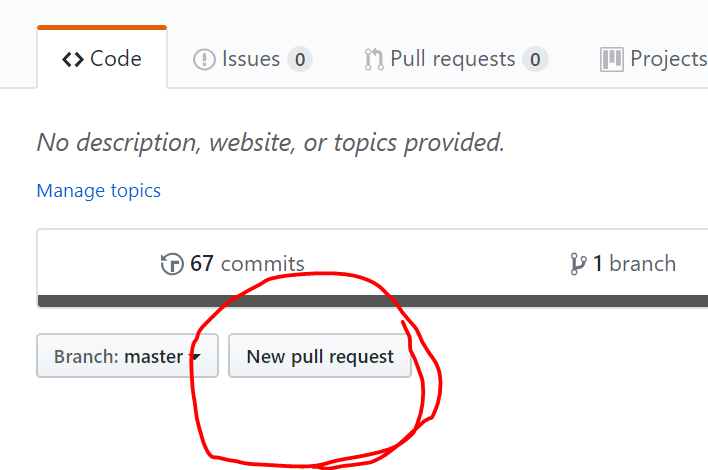 Code Issues 0 Pull requests 0 Projects
No description, website, or topics provided.
Manage topics
67 commits 1 branch
Branch: master New pull request